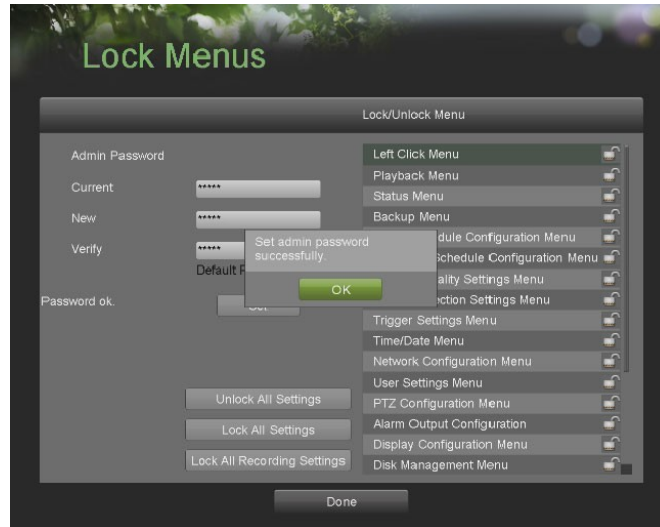 Lock Menus
Lock/Unlock Menu
Admin Password
Current
*****
New
*****
Verify
*****
Default
Password ok.
Set admin password
successfully.
OK
Unlock All Settings
Lock All Settings
Lock All Recording Settings
Left Click Menu
Playback Menu
Status Menu
Backup Menu
Configuration Menu
Schedule Configuration Menu
Settings Menu
Settings Menu
Trigger Settings Menu
Time/Date Menu
Network Configuration Menu
User Settings Menu
PTZ Configuration Menu
Alarm Output Configuration
Display Configuration Menu
Disk Management Menu
Done